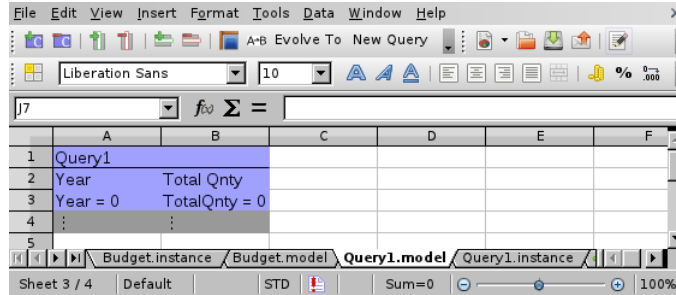 File Edit View Insert Format Tools Data Window Help
A→B Evolve To New Query
Liberation Sans 10 % 0.000
J7 f(x) Σ =
A B C D E F
1 Query1
2 Year Total Qnty
3 Year = 0 TotalQnty = 0
4 ⋮ ⋮
5
Budget.instance Budget.model Query1.model Query1.instance
Sheet 3 / 4 Default STD Sum=0 100%